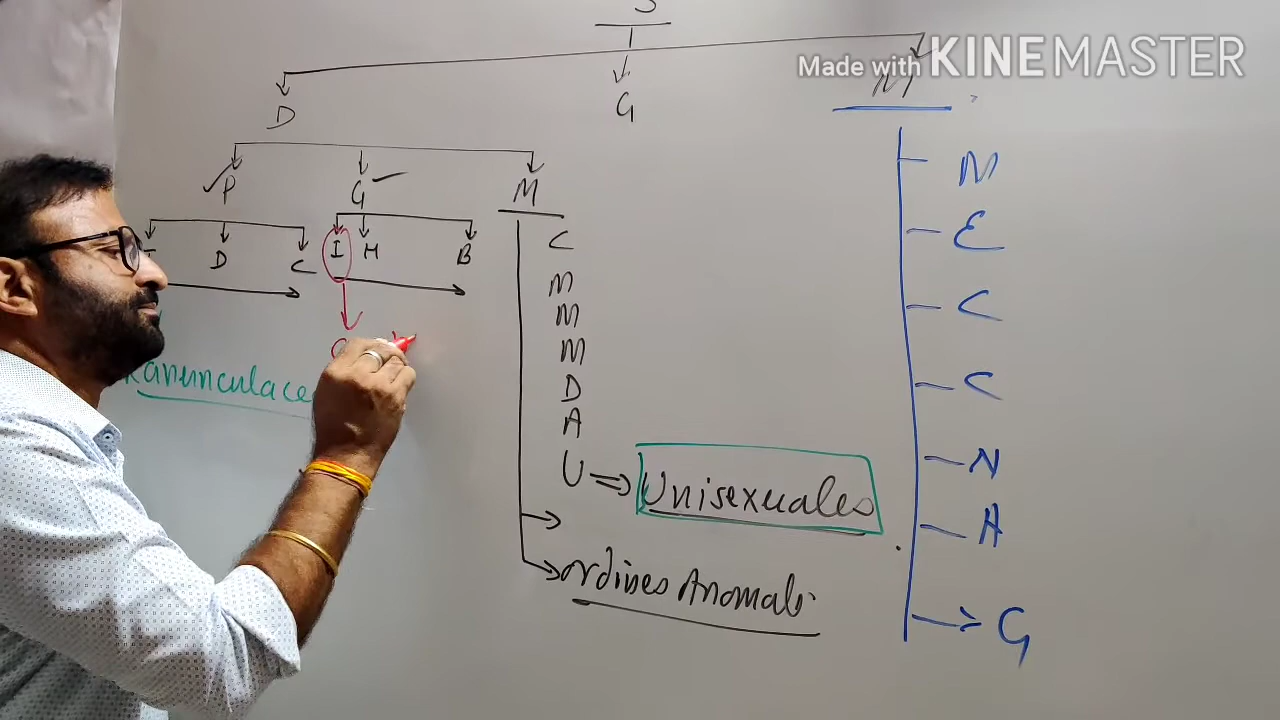 S
Made with KINEMASTER
D G M
P G M
D C I H B
Ranunculace
C
M
M
M
D
A
U ⇒ Unisexuales
ordines Anomali
M
E
C
C
N
A
G